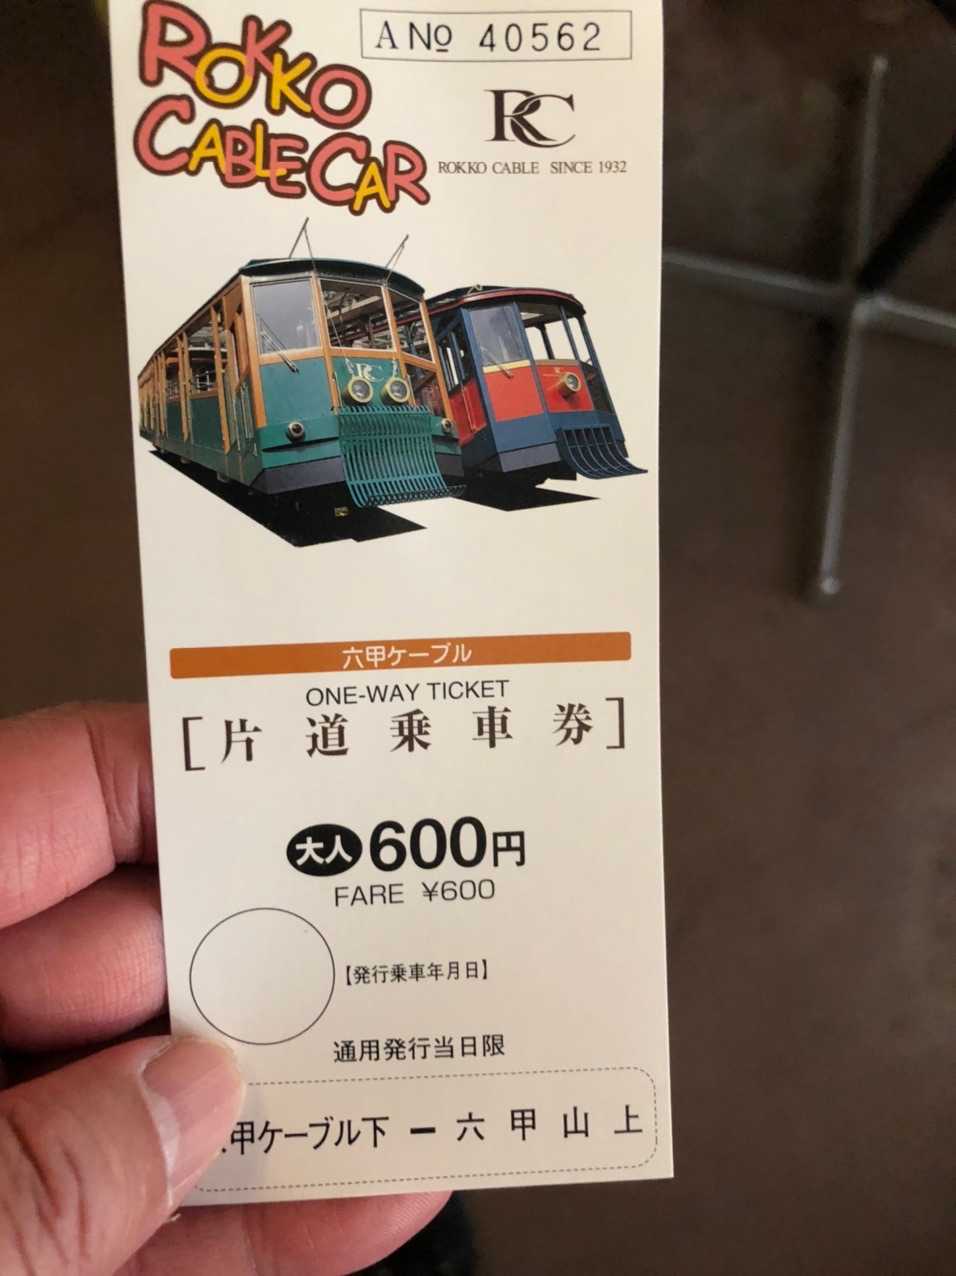 ROKKO
CABLE CAR
A No 40562
RC
ROKKO CABLE SINCE 1932
RC
六甲ケーブル
ONE-WAY TICKET
[片道乗車券]
大人 600円
FARE ¥600
【発行乗車年月日】
通用発行当日限
甲ケーブル下ー六甲山上